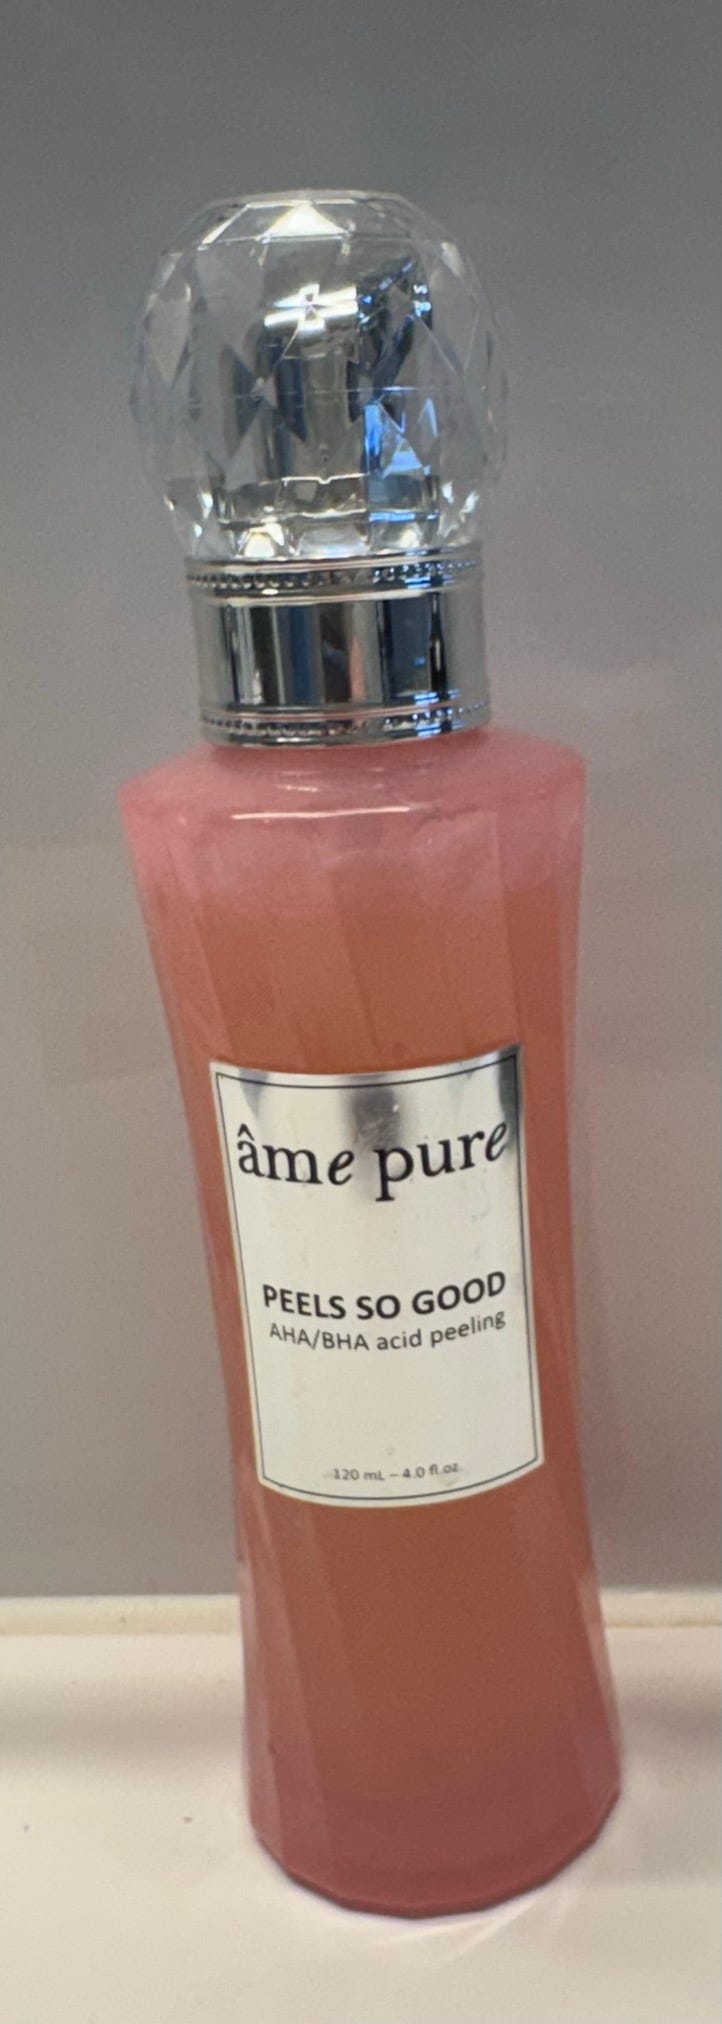 âme pure
PEELS SO GOOD
AHA/BHA acid peeling
120 mL – 4.0 fl.oz